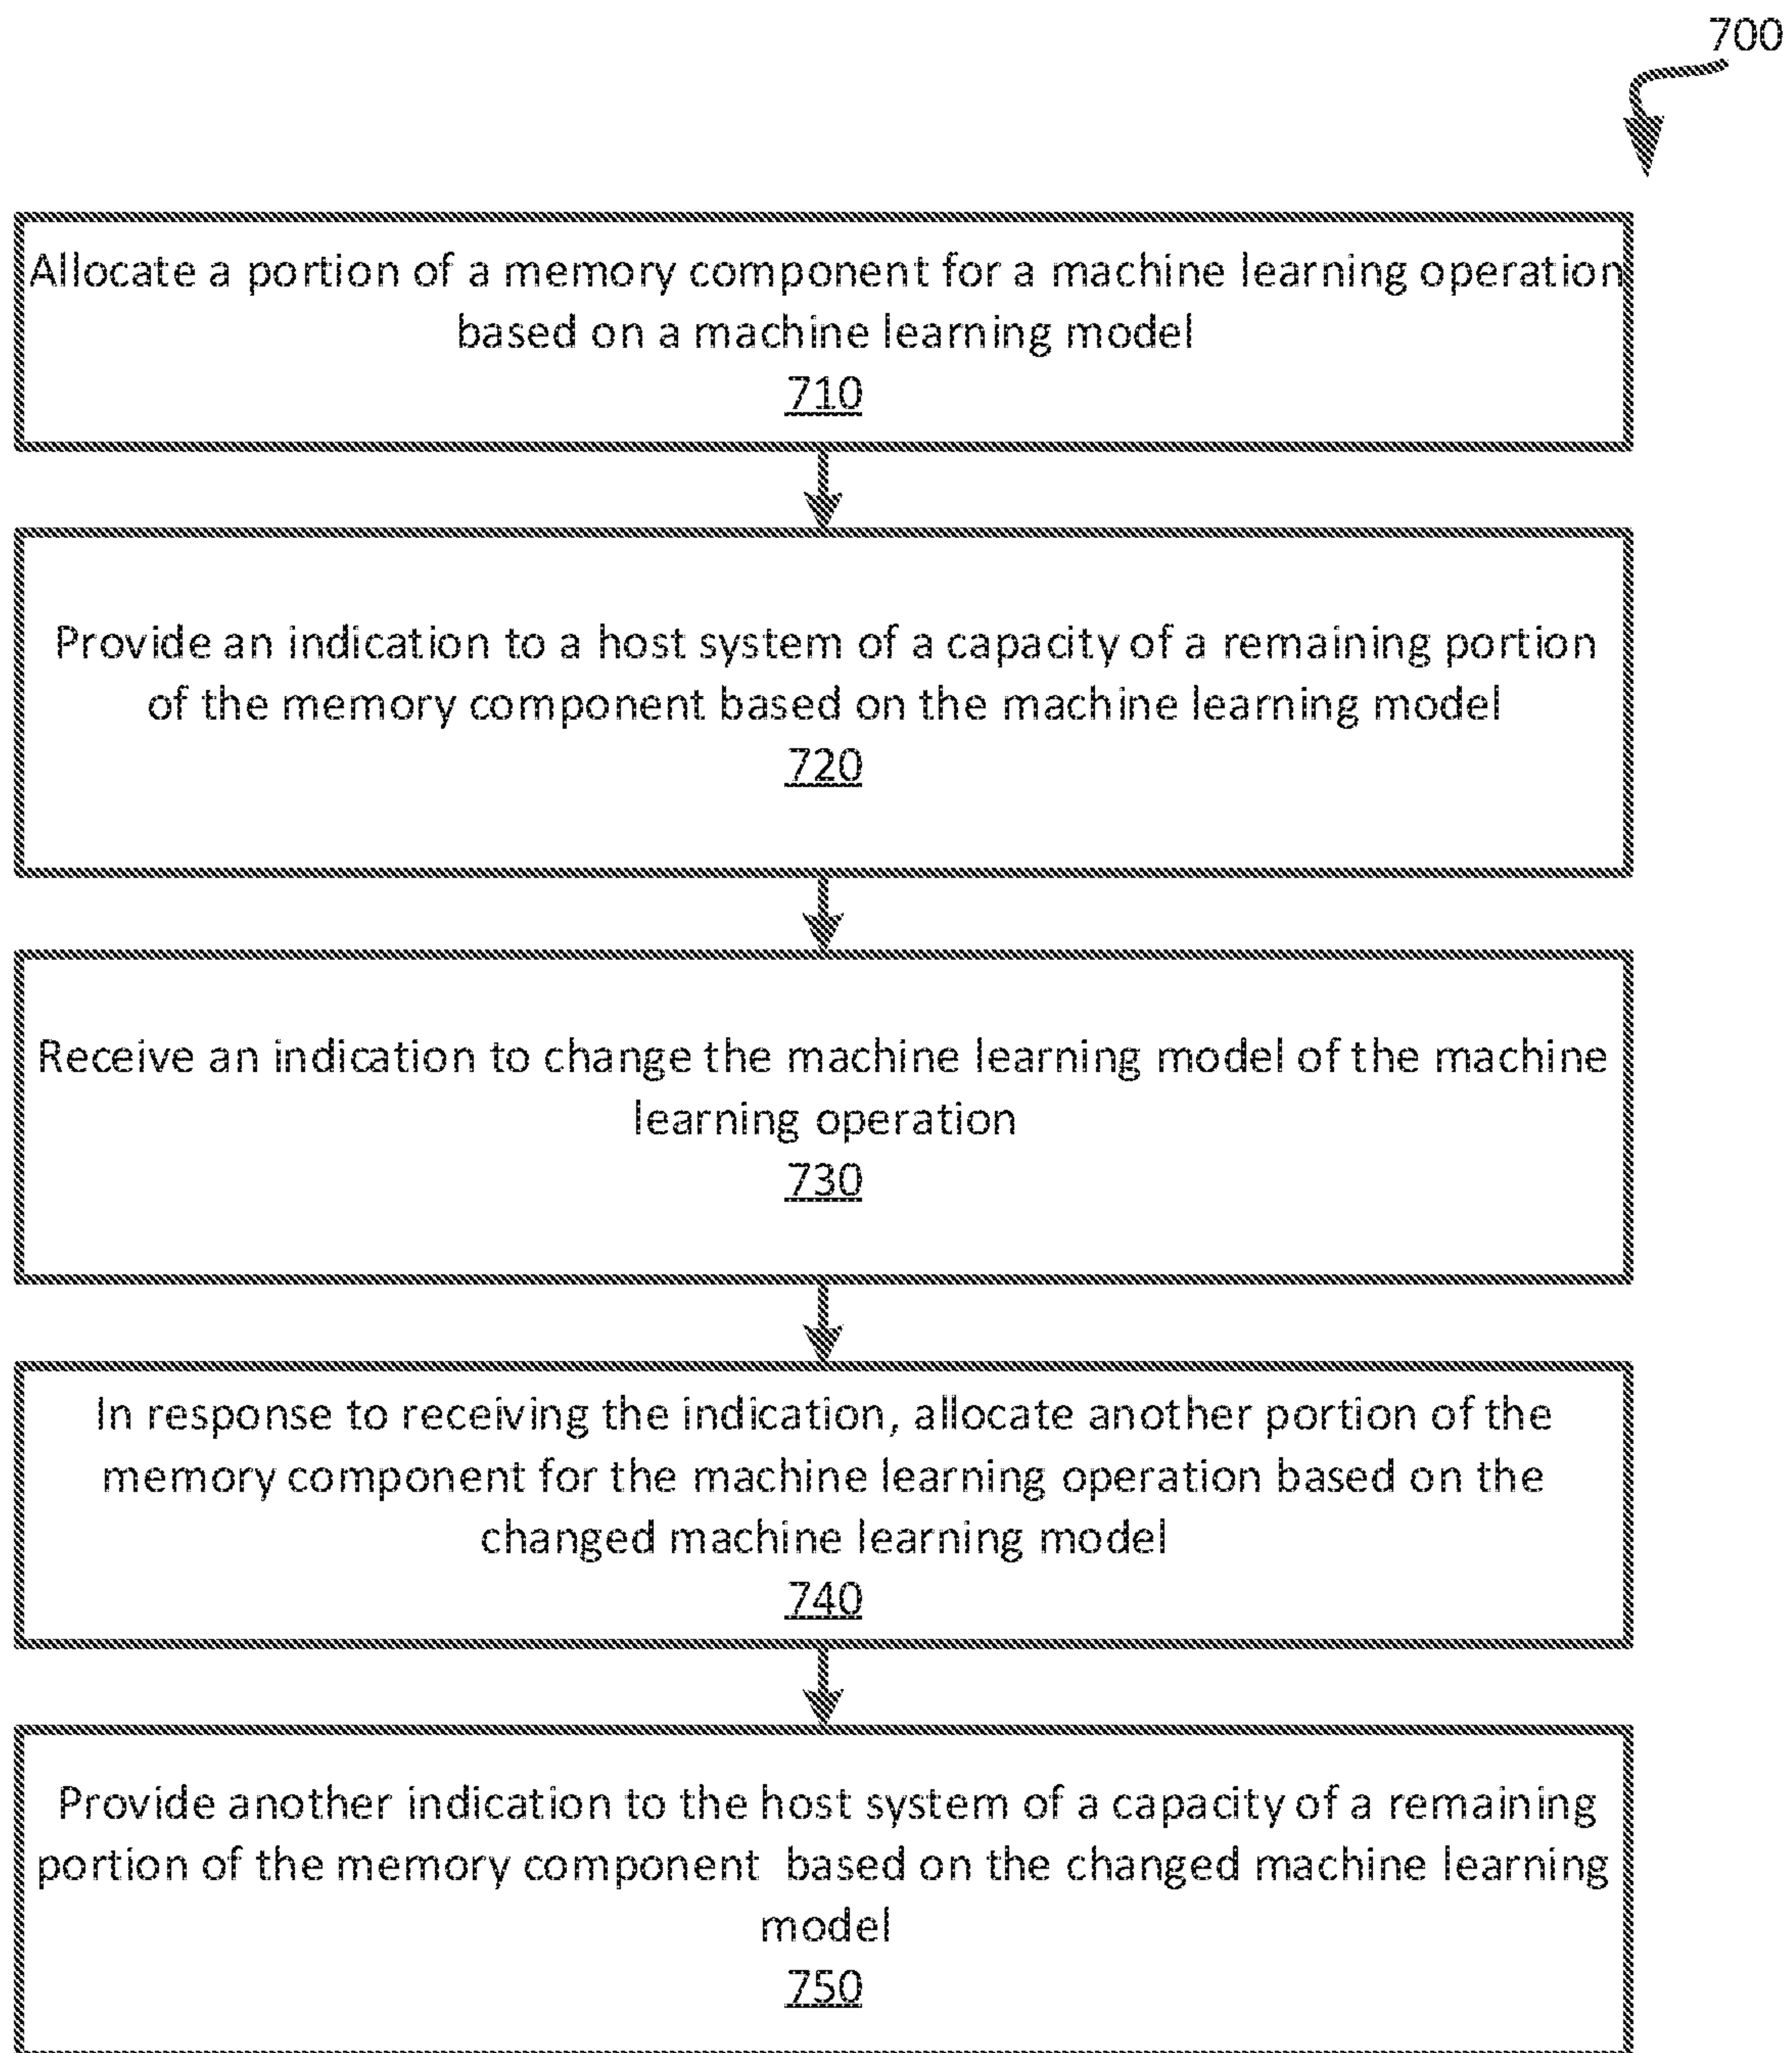 700
Allocate a portion of a memory component for a machine learning operation
based on a machine learning model
710
Provide an indication to a host system of a capacity of a remaining portion
of the memory component based on the machine learning model
720
Receive an indication to change the machine learning model of the machine
learning operation
730
In response to receiving the indication, allocate another portion of the
memory component for the machine learning operation based on the
changed machine learning model
740
Provide another indication to the host system of a capacity of a remaining
portion of the memory component  based on the changed machine learning
model
750